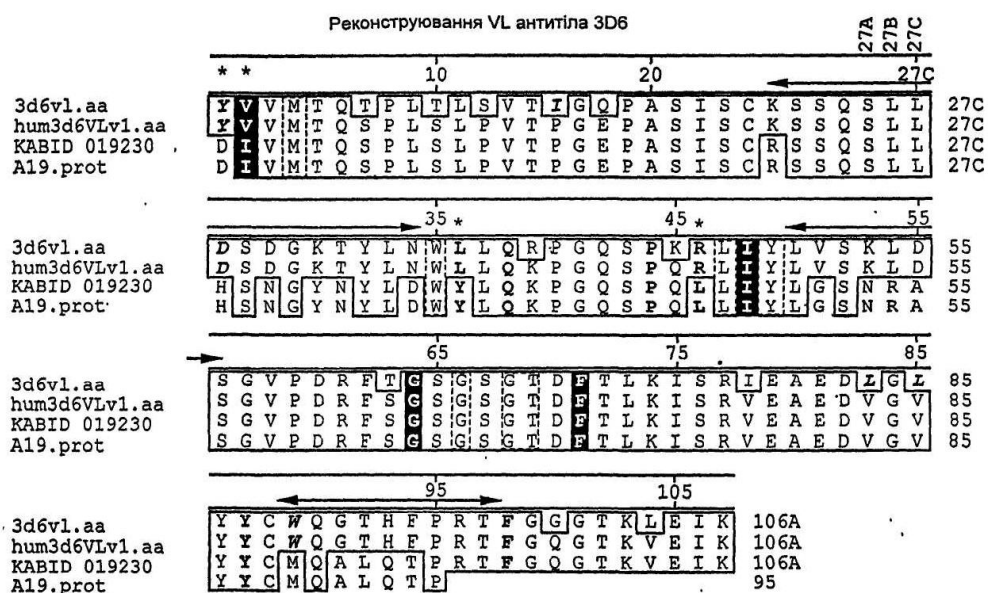 Реконструювання VL антитіла 3D6
27A 27B 27C
* * 10 20 27C
3d6vl.aa Y V V M T Q T P L T L S V T I G Q P A S I S C K S S Q S L L 27C
hum3d6VLv1.aa Y V V M T Q S P L S L P V T P G E P A S I S C K S S Q S L L 27C
KABID 019230 D I V M T Q S P L S L P V T P G E P A S I S C R S S Q S L L 27C
A19.prot D I V M T Q S P L S L P V T P G E P A S I S C R S S Q S L L 27C
35 * 45 * 55
3d6vl.aa D S D G K T Y L N W L L Q R P G Q S P K R L I Y L V S K L D 55
hum3d6VLv1.aa D S D G K T Y L N W L L Q K P G Q S P Q R L I Y L V S K L D 55
KABID 019230 H S N G Y N Y L D W Y L Q K P G Q S P Q L L I Y L G S N R A 55
A19.prot H S N G Y N Y L D W Y L Q K P G Q S P Q L L I Y L G S N R A 55
65 75 85
3d6vl.aa S G V P D R F T G S G S G T D F T L K I S R I E A E D L G L 85
hum3d6VLv1.aa S G V P D R F S G S G S G T D F T L K I S R V E A E D V G V 85
KABID 019230 S G V P D R F S G S G S G T D F T L K I S R V E A E D V G V 85
A19.prot S G V P D R F S G S G S G T D F T L K I S R V E A E D V G V 85
95 105
3d6vl.aa Y Y C W Q G T H F P R T F G G G T K L E I K 106A
hum3d6VLv1.aa Y Y C W Q G T H F P R T F G Q G T K V E I K 106A
KABID 019230 Y Y C M Q A L Q T P R T F G Q G T K V E I K 106A
A19.prot Y Y C M Q A L Q T P 95